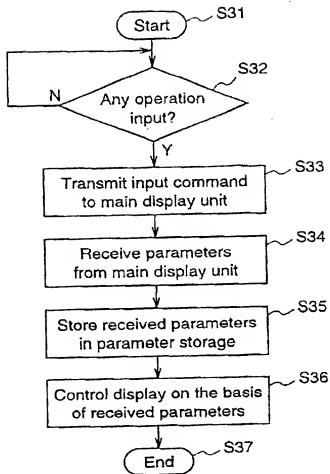 Start
S31
S32
N
Any operation
input?
Y
S33
Transmit input command
to main display unit
S34
Receive parameters
from main display unit
S35
Store received parameters
in parameter storage
S36
Control display on the basis
of received parameters
S37
End